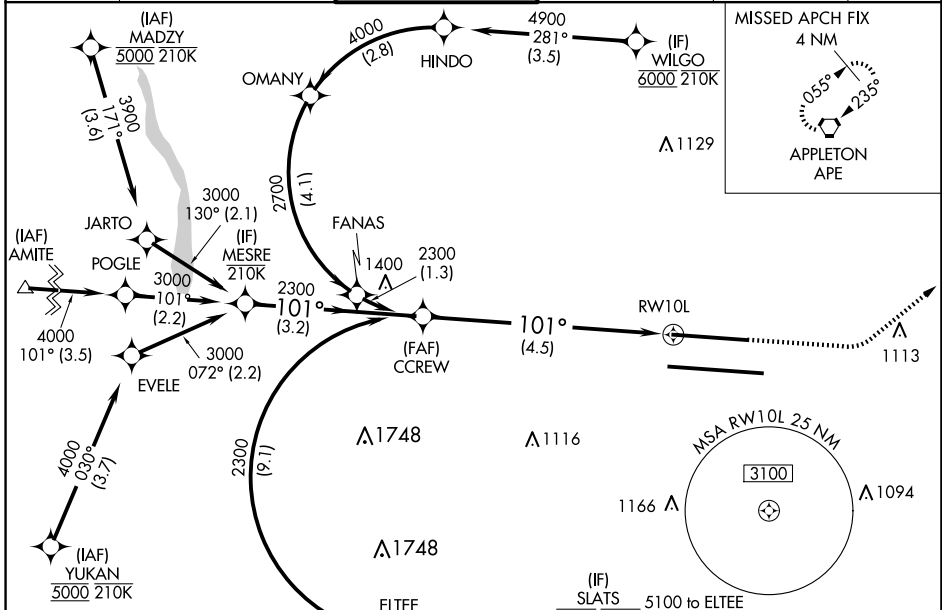 (IAF)
MADZY
5000 210K
3900
171°
(3.6)
4000
(2.8)
HINDO
4900
281°
(3.5)
(IF)
WILGO
6000 210K
MISSED APCH FIX
4 NM
055°
235°
APPLETON
APE
OMANY
1129
2700
(4.1)
JARTO
3000
130° (2.1)
FANAS
(IAF)
AMITE
POGLE
(IF)
MESRE
210K
1400
2300
(1.3)
3000
101°
(2.2)
2300
101°
(3.2)
4000
101° (3.5)
(FAF)
CCREW
101°
(4.5)
RW10L
1113
EVELE
3000
072° (2.2)
4000
030°
(3.7)
2300
(9.1)
1748
1116
MSA RW10L 25 NM
3100
1166
1094
(IAF)
YUKAN
5000 210K
1748
ELTEE
(IF)
SLATS
5100 to ELTEE